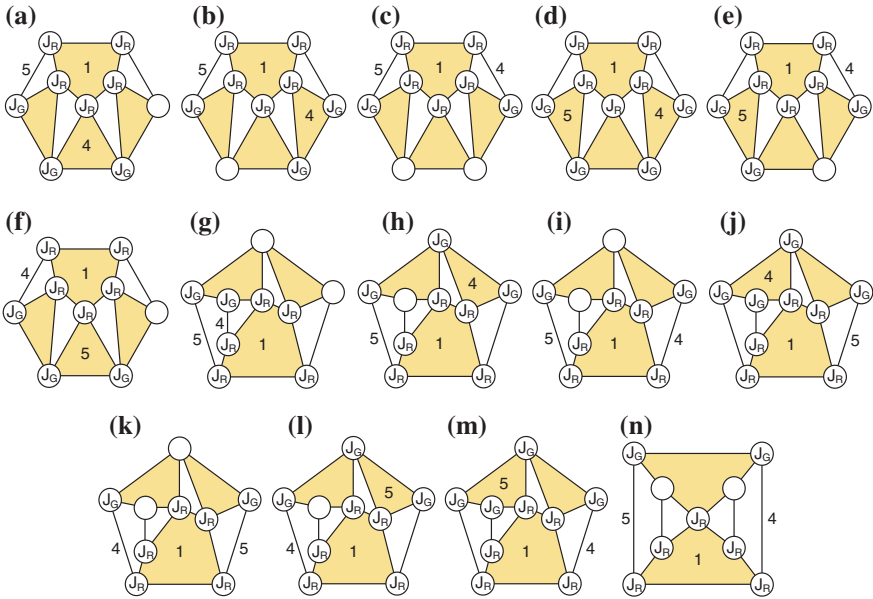 (a) (b) (c) (d) (e)
J_R J_R J_R J_R J_R J_R J_R J_R J_R J_R
5 1 5 1 1 4 1 1 4
J_R J_R J_R J_R J_R J_R J_R J_R J_R J_R
5
J_G J_R J_G J_R J_G J_G J_R J_G J_G J_R J_G J_G J_R J_G
4 4 5 4 5
J_G J_G J_G J_G J_G J_G
(f) (g) (h) (i) (j)
J_R J_R J_G J_G
4 1 4 4
J_R J_R J_G J_G J_G J_G J_G J_G J_G J_G
J_G J_R J_G J_R J_R J_R J_R J_R J_R J_G J_R J_R
4
5 5 J_R 1 5 J_R 1 5 J_R 1 4 J_R 1 5
J_G J_G J_R J_R J_R J_R J_R J_R J_R J_R
(k) (l) (m) (n)
J_G J_G J_G J_G
5 5
J_G J_G J_G J_G J_G J_G
J_R J_R J_R J_R J_G J_R J_R 5 J_R 4
4 J_R 1 5 4 J_R 1 J_R 1 4 J_R J_R
1
J_R J_R J_R J_R J_R J_R J_R J_R